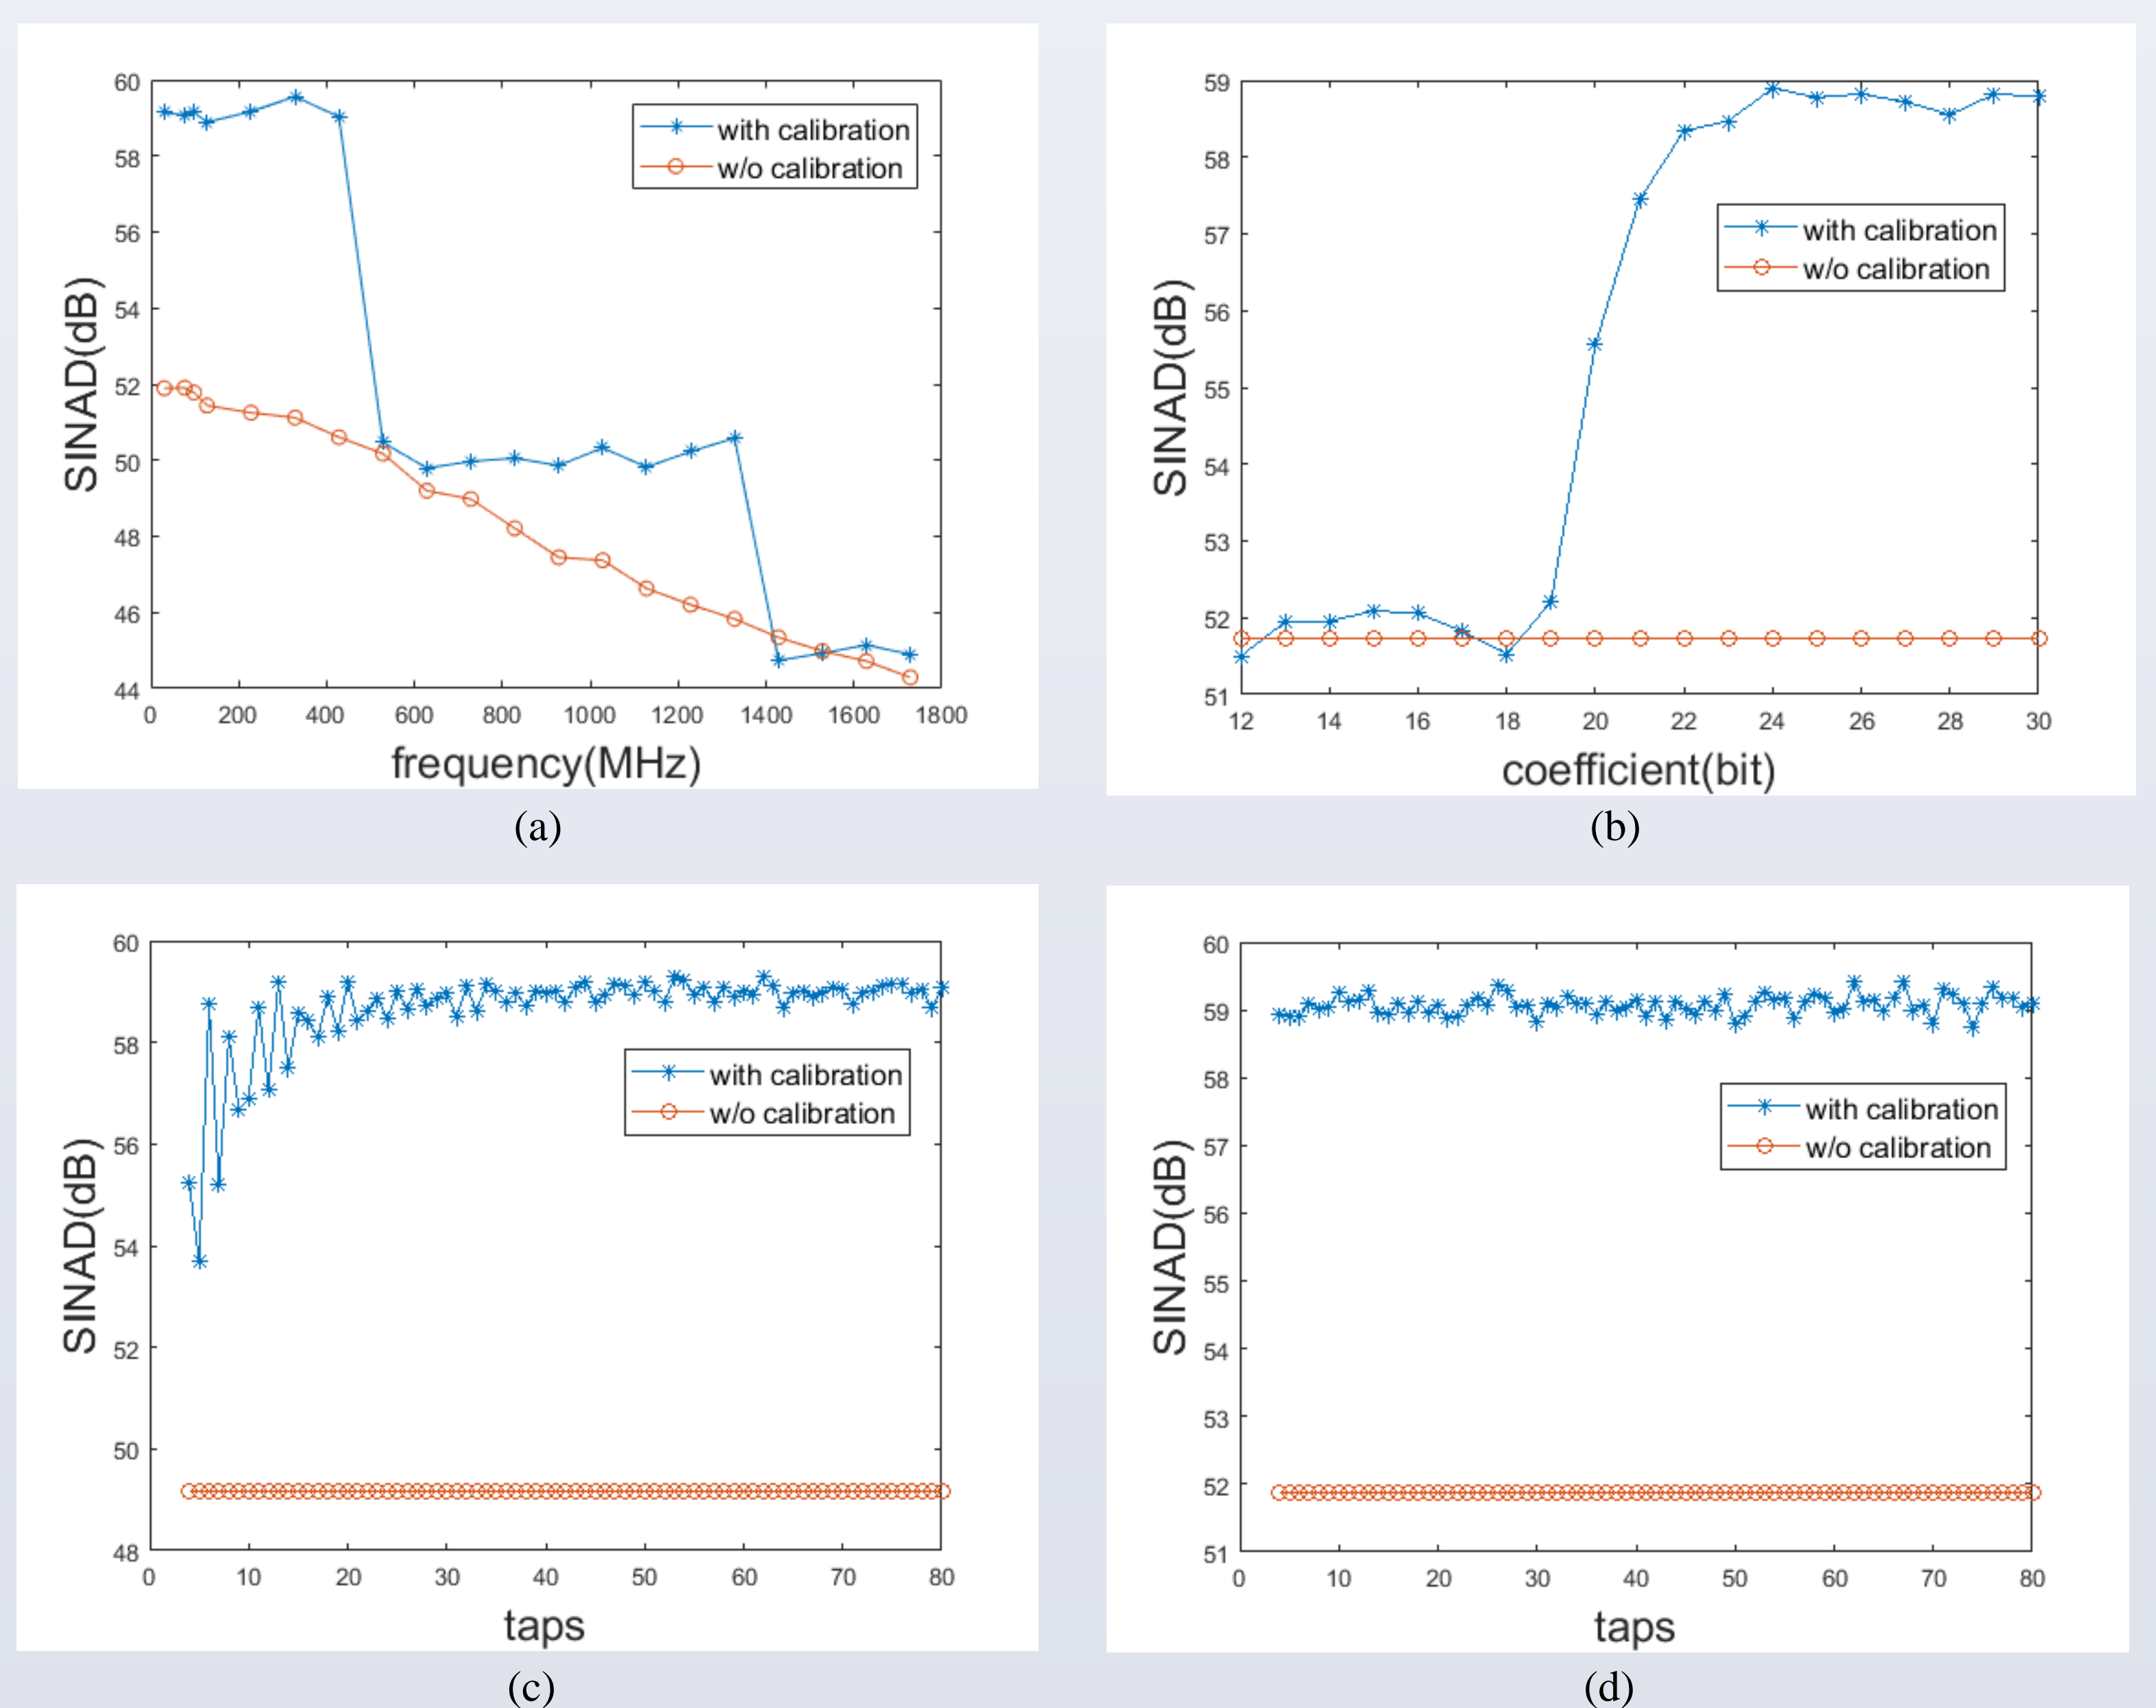 60
58
56
54
52
50
48
46
44
SINAD(dB)
with calibration
w/o calibration
0 200 400 600 800 1000 1200 1400 1600 1800
frequency(MHz)
(a)
59
58
57
56
55
54
53
52
51
SINAD(dB)
with calibration
w/o calibration
12 14 16 18 20 22 24 26 28 30
coefficient(bit)
(b)
60
58
56
54
52
50
48
SINAD(dB)
with calibration
w/o calibration
0 10 20 30 40 50 60 70 80
taps
(c)
60
59
58
57
56
55
54
53
52
51
SINAD(dB)
with calibration
w/o calibration
0 10 20 30 40 50 60 70 80
taps
(d)